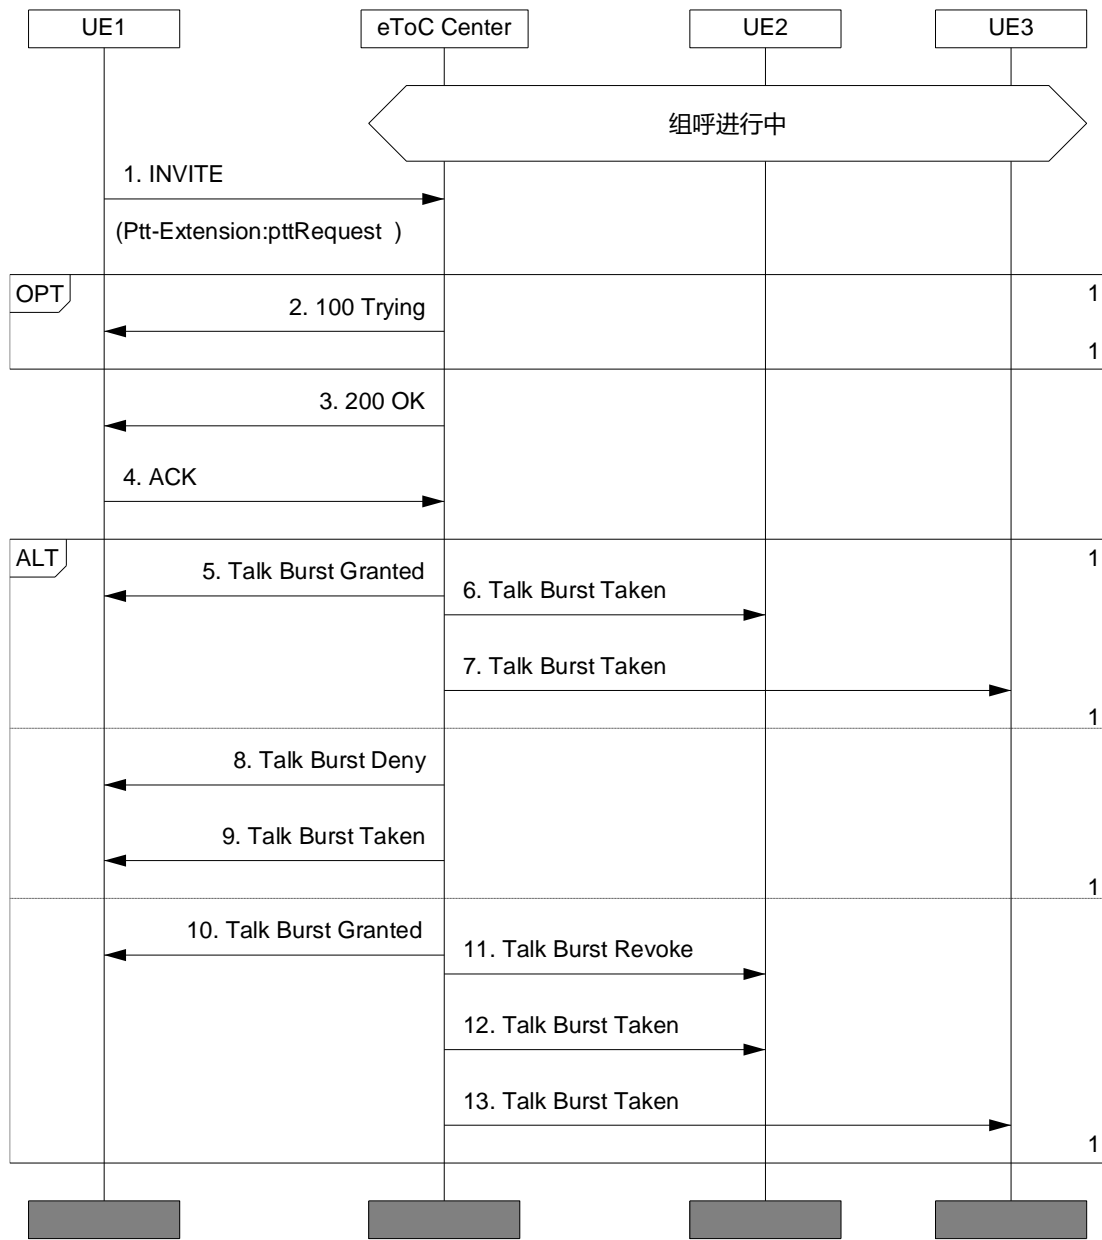 UE1
eToC Center
UE2
UE3
组呼进行中
1. INVITE
(Ptt-Extension:pttRequest )
OPT
1
2. 100 Trying
1
3. 200 OK
4. ACK
ALT
1
5. Talk Burst Granted
6. Talk Burst Taken
7. Talk Burst Taken
1
8. Talk Burst Deny
9. Talk Burst Taken
1
10. Talk Burst Granted
11. Talk Burst Revoke
12. Talk Burst Taken
13. Talk Burst Taken
1